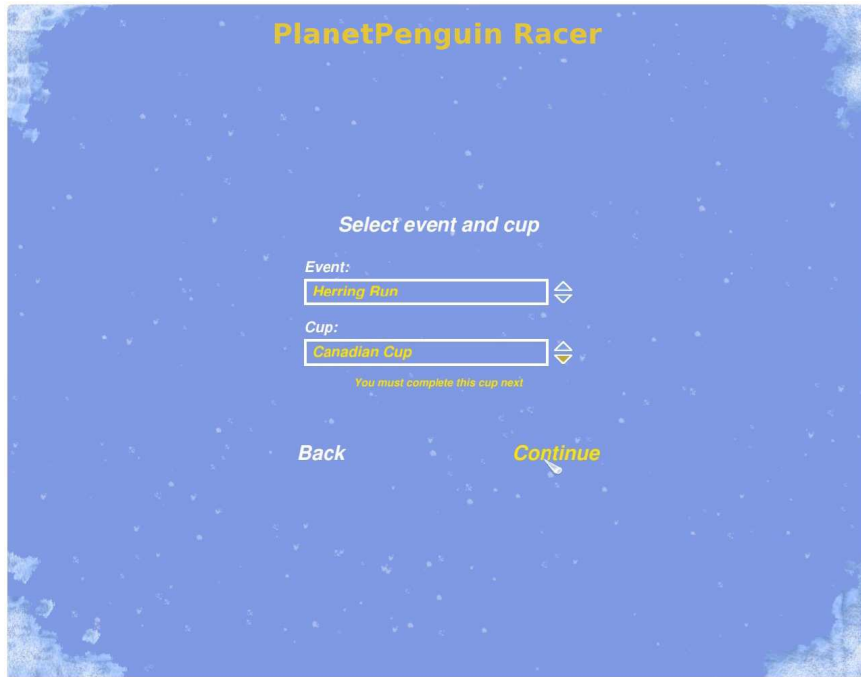 PlanetPenguin Racer
Select event and cup
Event:
Herring Run
Cup:
Canadian Cup
You must complete this cup next
Back
Continue